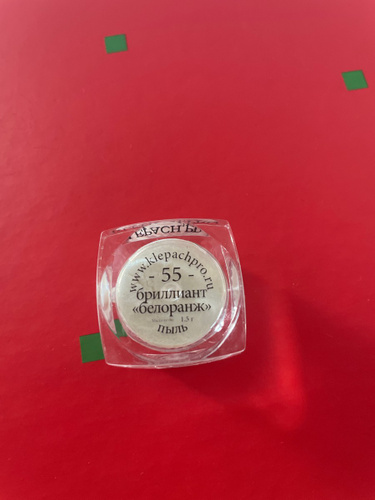 www.klepachpro.ru
- 55 -
бриллиант
«белоранж»
1,5 г
пыль